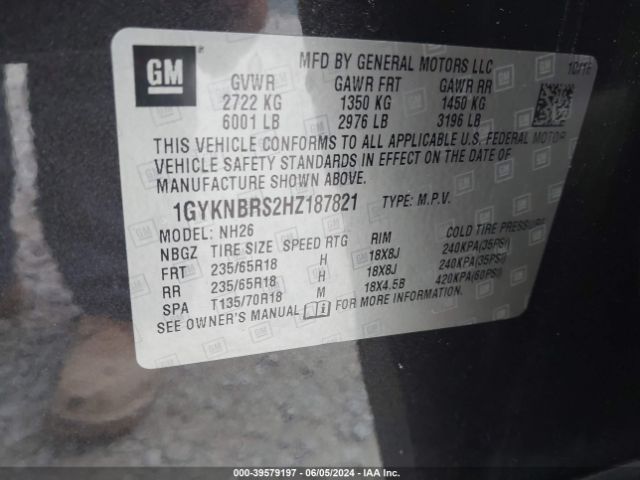 GM
MFD BY GENERAL MOTORS LLC 10/16
GVWR GAWR FRT GAWR RR
2722 KG 1350 KG 1450 KG
6001 LB 2976 LB 3196 LB
THIS VEHICLE CONFORMS TO ALL APPLICABLE U.S. FEDERAL MOTOR
VEHICLE SAFETY STANDARDS IN EFFECT ON THE DATE OF
MANUFACTURE SHOWN ABOVE.
1GYKNBRS2HZ187821 TYPE: M.P.V.
MODEL: NH26
NBGZ TIRE SIZE SPEED RTG RIM COLD TIRE PRESSURE
FRT 235/65R18 H 18X8J 240KPA(35PSI)
RR 235/65R18 H 18X8J 240KPA(35PSI)
SPA T135/70R18 M 18X4.5B 420KPA(60PSI)
SEE OWNER'S MANUAL FOR MORE INFORMATION.
000-39579197 - 06/05/2024 - IAA Inc.